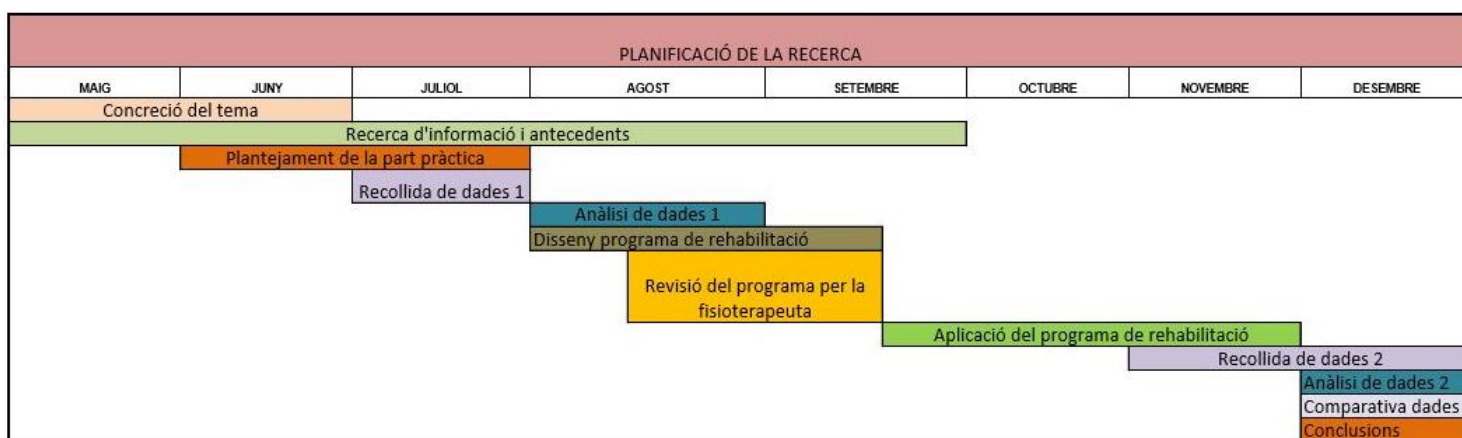 PLANIFICACIÓ DE LA RECERCA
MAIG JUNY JULIOL AGOST SETEMBRE OCTUBRE NOVEMBRE DESEMBRE
Concreció del tema
Recerca d'informació i antecedents
Plantejament de la part pràctica
Recollida de dades 1
Anàlisi de dades 1
Disseny programa de rehabilitació
Revisió del programa per la
fisioterapeuta
Aplicació del programa de rehabilitació
Recollida de dades 2
Anàlisi de dades 2
Comparativa dades
Conclusions